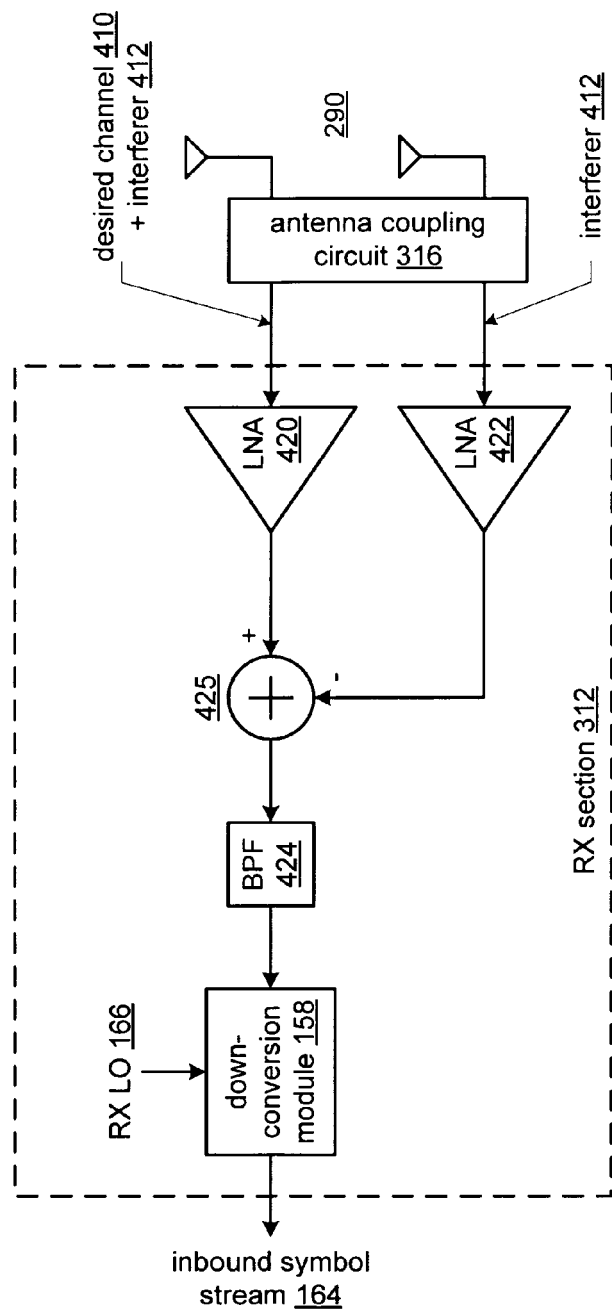 desired channel 410
+ interferer 412
290
antenna coupling
circuit 316
interferer 412
LNA
420
LNA
422
+
-
425
BPF
424
RX LO 166
down-
conversion
module 158
RX section 312
inbound symbol
stream 164